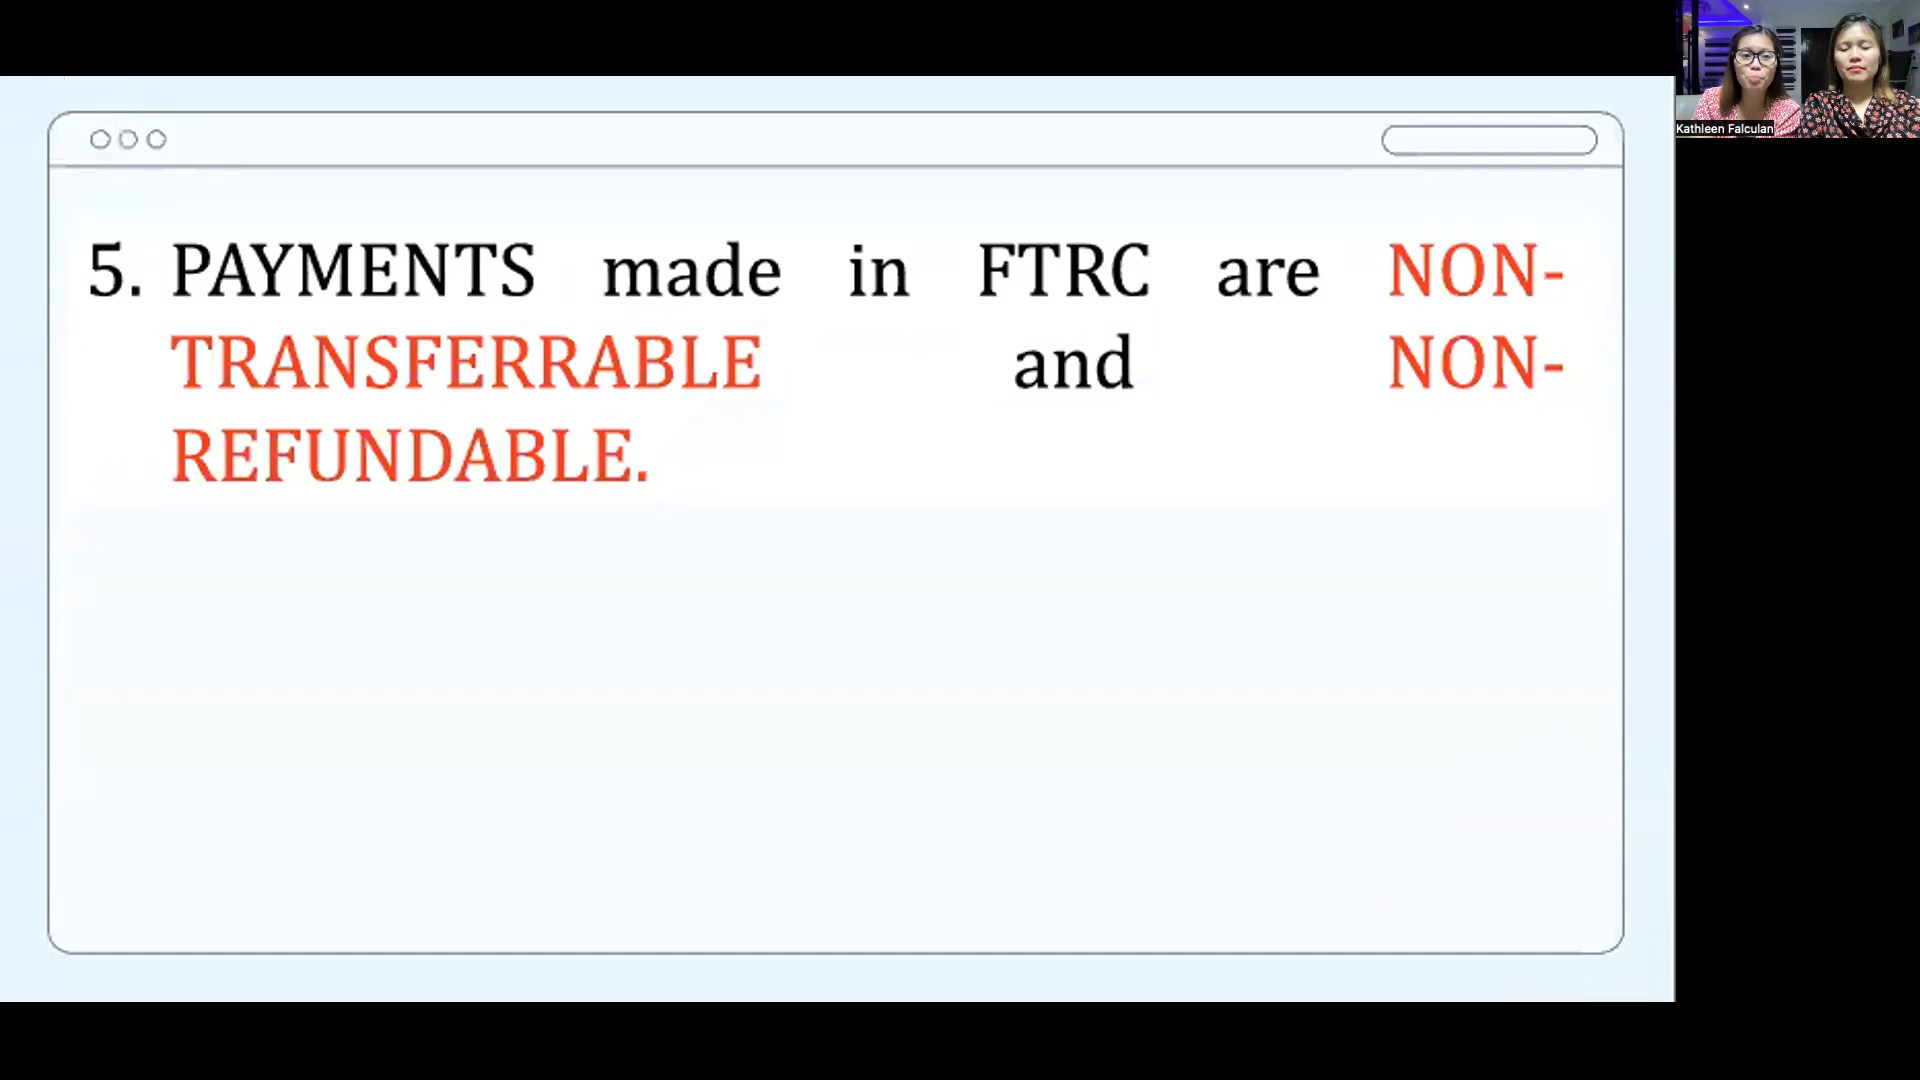 5. PAYMENTS made in FTRC are NON-
TRANSFERRABLE and NON-
REFUNDABLE.
Kathleen Falculan